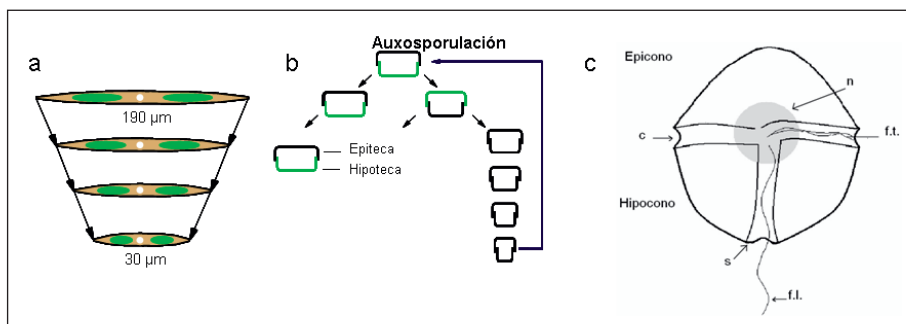 a
190 µm
30 µm
b
Auxosporulación
Epiteca
Hipoteca
c
Epicono
n
c
f.t.
Hipocono
s
f.l.